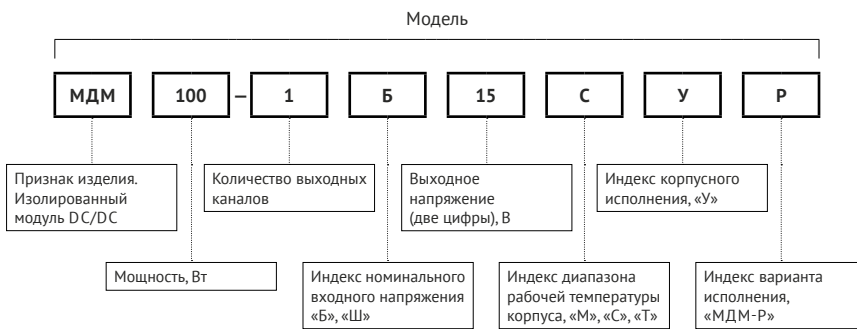 Модель
МДМ 100 – 1 Б 15 С У Р
Признак изделия.
Изолированный
модуль DC/DC
Количество выходных
каналов
Выходное
напряжение
(две цифры), В
Индекс корпусного
исполнения, «У»
Мощность, Вт
Индекс номинального
входного напряжения
«Б», «Ш»
Индекс диапазона
рабочей температуры
корпуса, «М», «С», «Т»
Индекс варианта
исполнения,
«МДМ-Р»